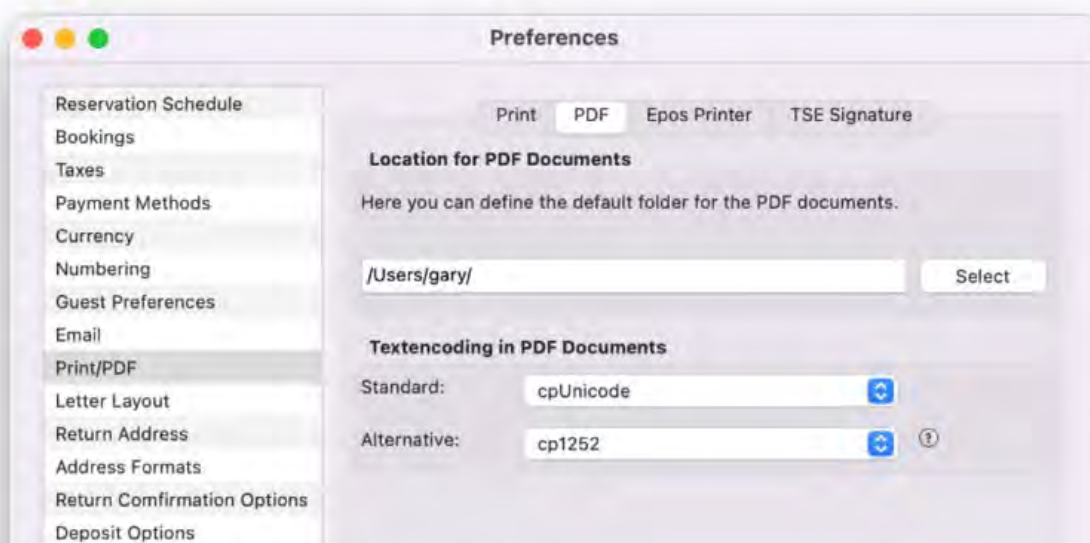 Preferences
Reservation Schedule
Bookings
Taxes
Payment Methods
Currency
Numbering
Guest Preferences
Email
Print/PDF
Letter Layout
Return Address
Address Formats
Return Comfirmation Options
Deposit Options
Print PDF Epos Printer TSE Signature
Location for PDF Documents
Here you can define the default folder for the PDF documents.
/Users/gary/ Select
Textencoding in PDF Documents
Standard: cpUnicode
Alternative: cp1252 ?